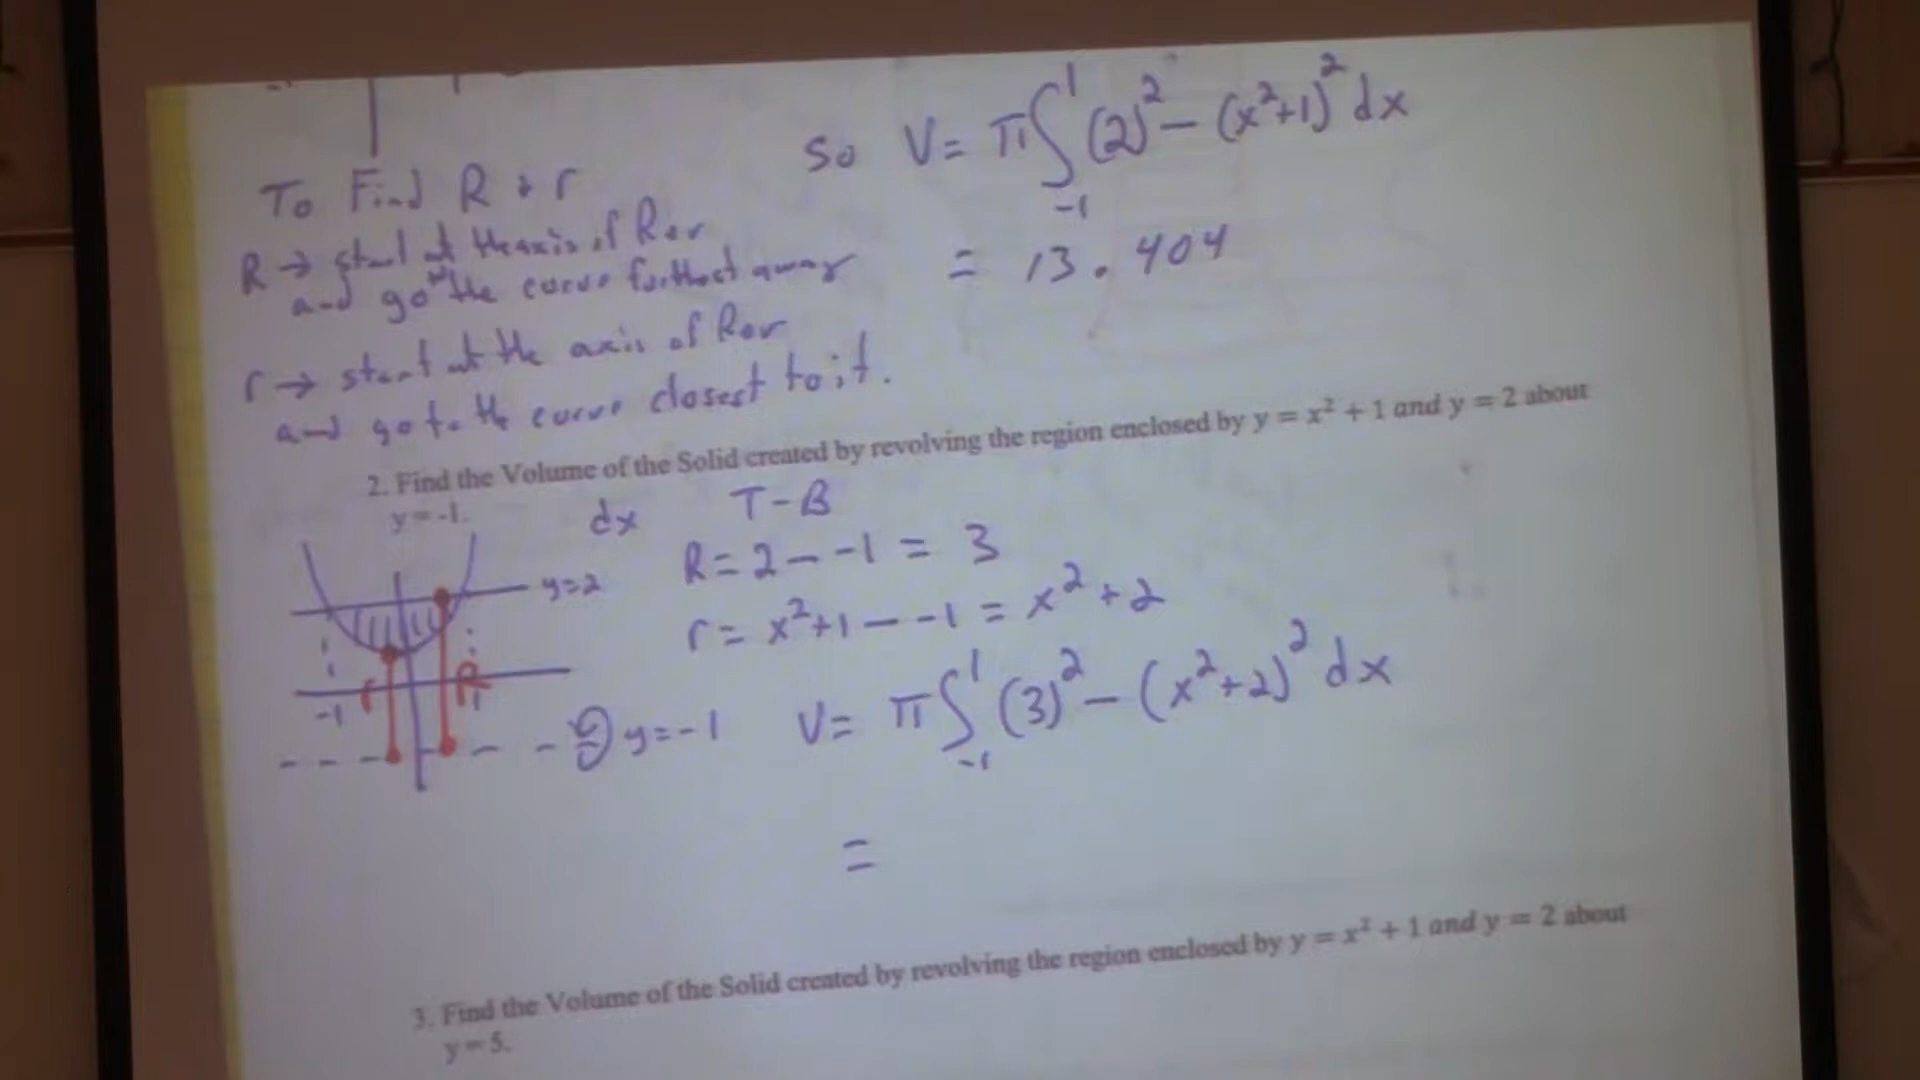 So V = π∫₋₁¹ (2)² − (x²+1)² dx
= 13.404
To Find R + r
R → start at the axis of Rev
and go to the curve furthest away
r → start at the axis of Rev
and go to the curve closest to it.
2. Find the Volume of the Solid created by revolving the region enclosed by y = x² + 1 and y = 2 about
y = -1.
dx T-B
R = 2 - -1 = 3
y=2
r = x²+1 - -1 = x²+2
r R
-1 1
y=-1
V = π∫₋₁¹ (3)² − (x²+2)² dx
=
3. Find the Volume of the Solid created by revolving the region enclosed by y = x² + 1 and y = 2 about
y = 5.